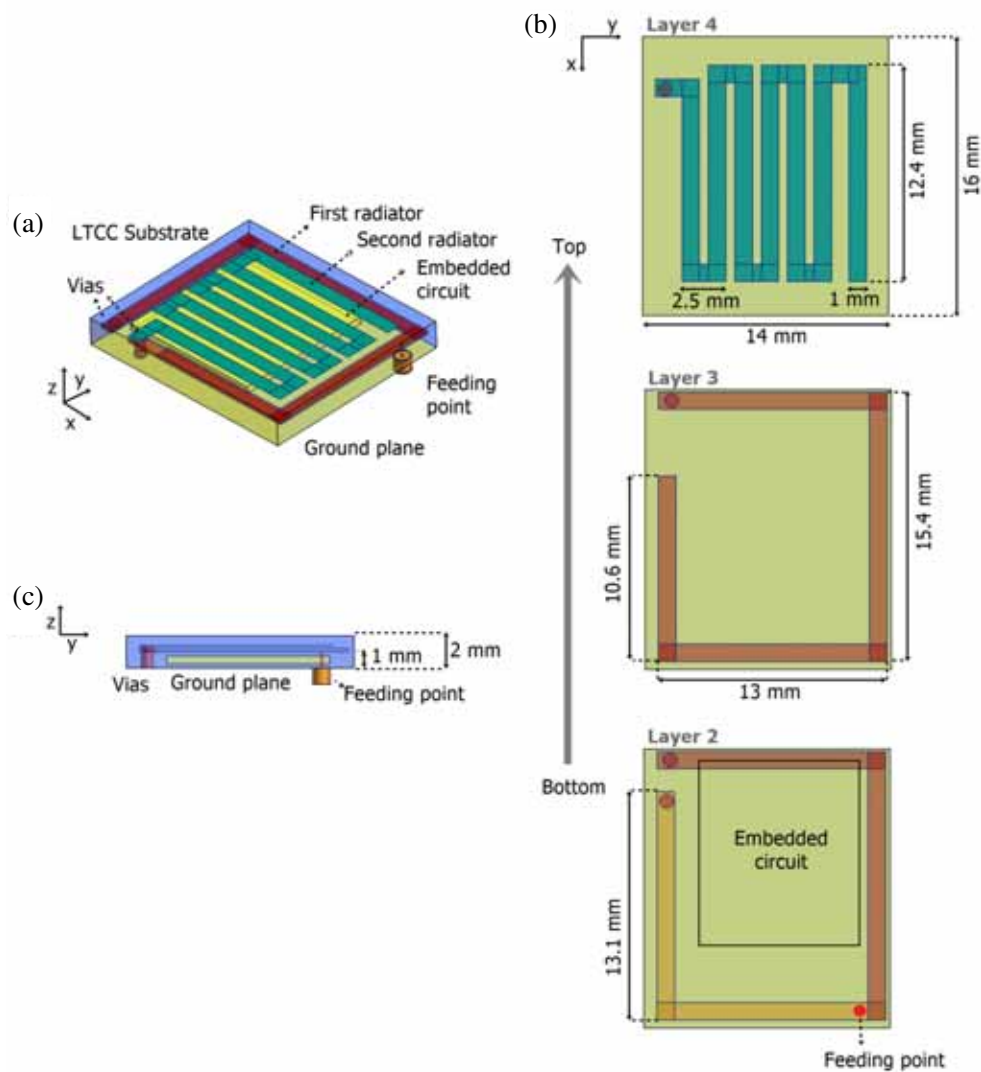 (a)
LTCC Substrate
First radiator
Second radiator
Embedded
circuit
Vias
z
y
x
Feeding
point
Ground plane
(b)
y
x
Layer 4
12.4 mm
16 mm
2.5 mm
1 mm
14 mm
Top
Bottom
Layer 3
10.6 mm
15.4 mm
13 mm
Layer 2
Embedded
circuit
13.1 mm
Feeding point
(c)
z
y
1 mm
2 mm
Vias
Ground plane
Feeding point